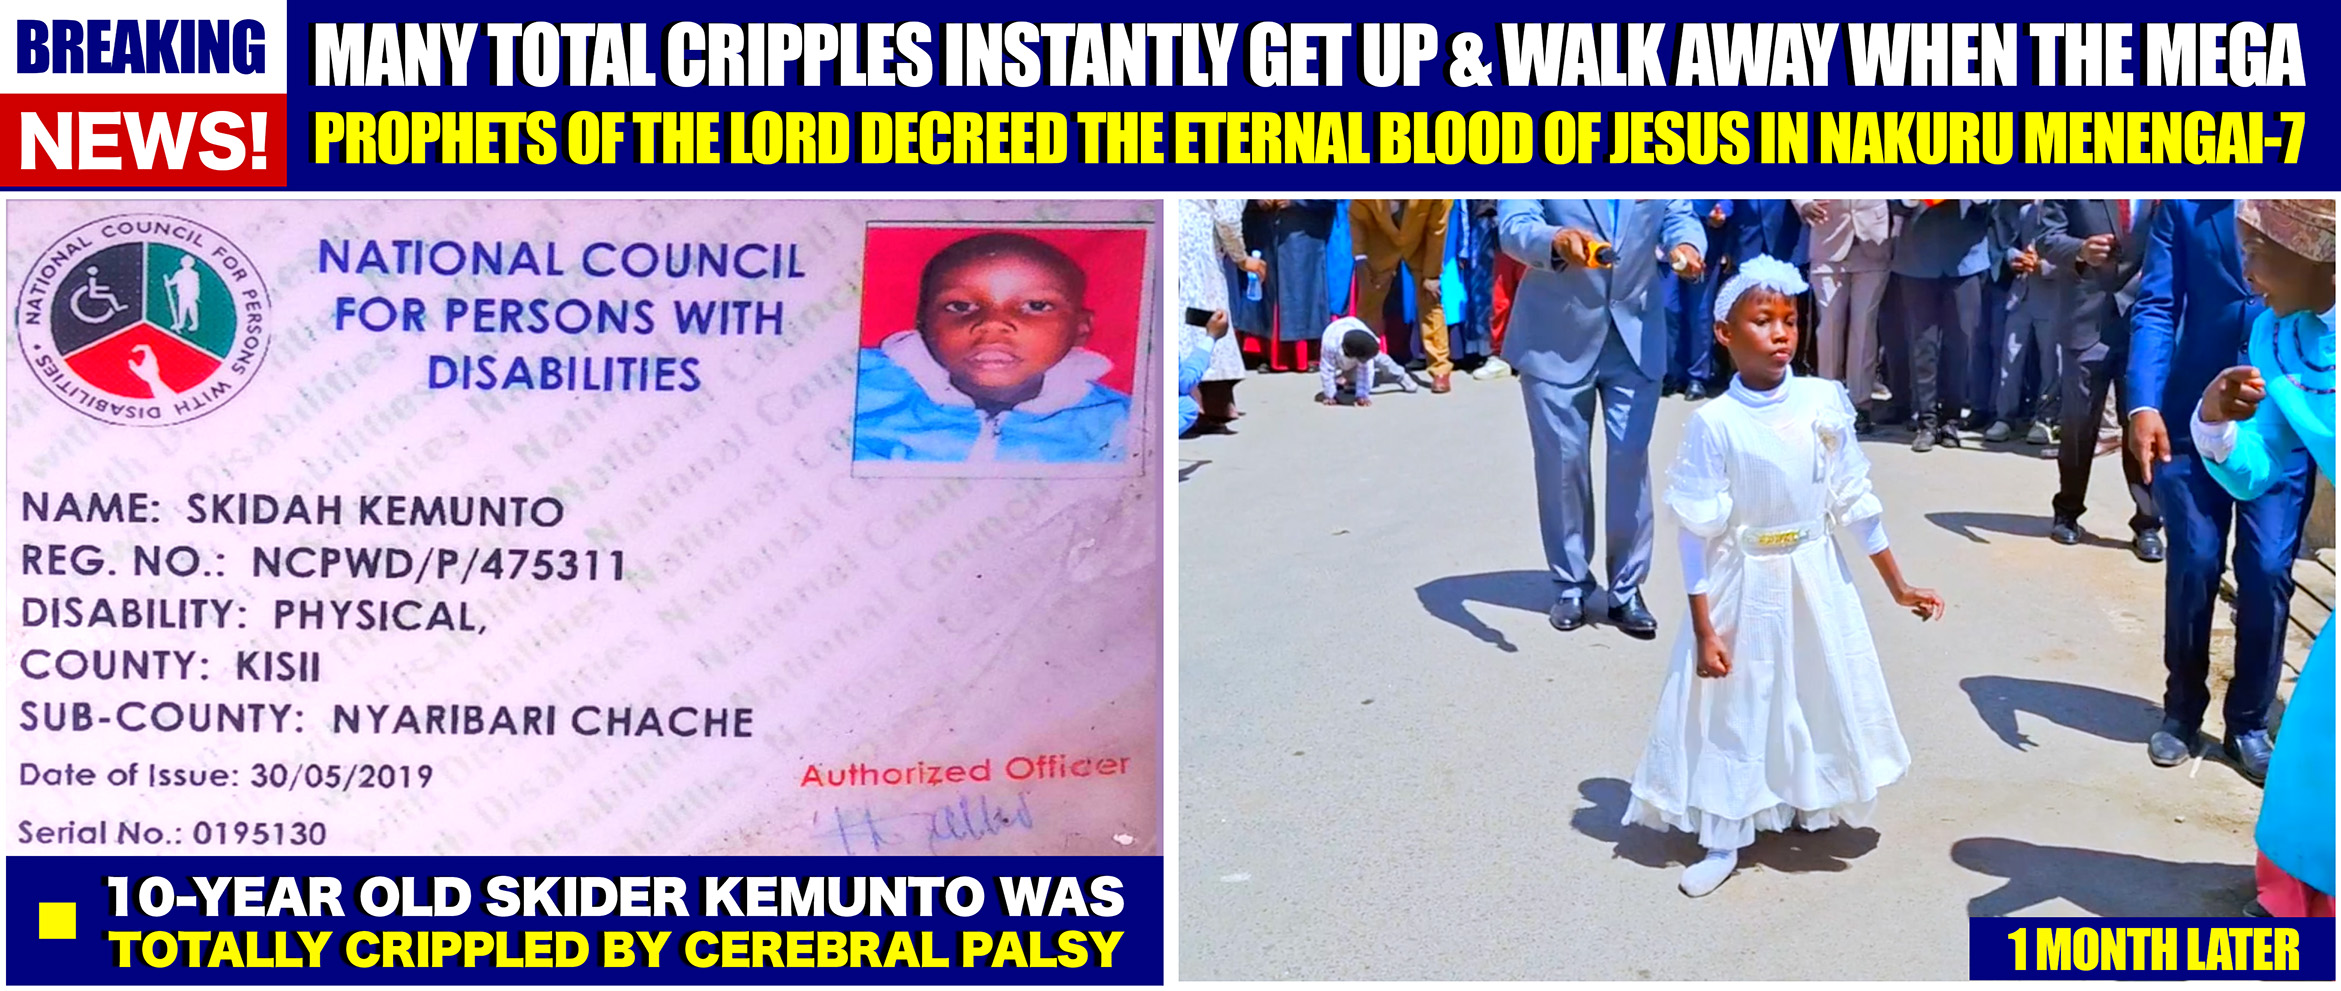 BREAKING
NEWS!
MANY TOTAL CRIPPLES INSTANTLY GET UP & WALK AWAY WHEN THE MEGA
PROPHETS OF THE LORD DECREED THE ETERNAL BLOOD OF JESUS IN NAKURU MENENGAI-7
NATIONAL COUNCIL FOR PERSONS WITH DISABILITIES
NATIONAL COUNCIL
FOR PERSONS WITH
DISABILITIES
NAME: SKIDAH KEMUNTO
REG. NO.: NCPWD/P/475311
DISABILITY: PHYSICAL,
COUNTY: KISII
SUB-COUNTY: NYARIBARI CHACHE
Date of Issue: 30/05/2019
Authorized Officer
Serial No.: 0195130
10-YEAR OLD SKIDER KEMUNTO WAS
TOTALLY CRIPPLED BY CEREBRAL PALSY
1 MONTH LATER